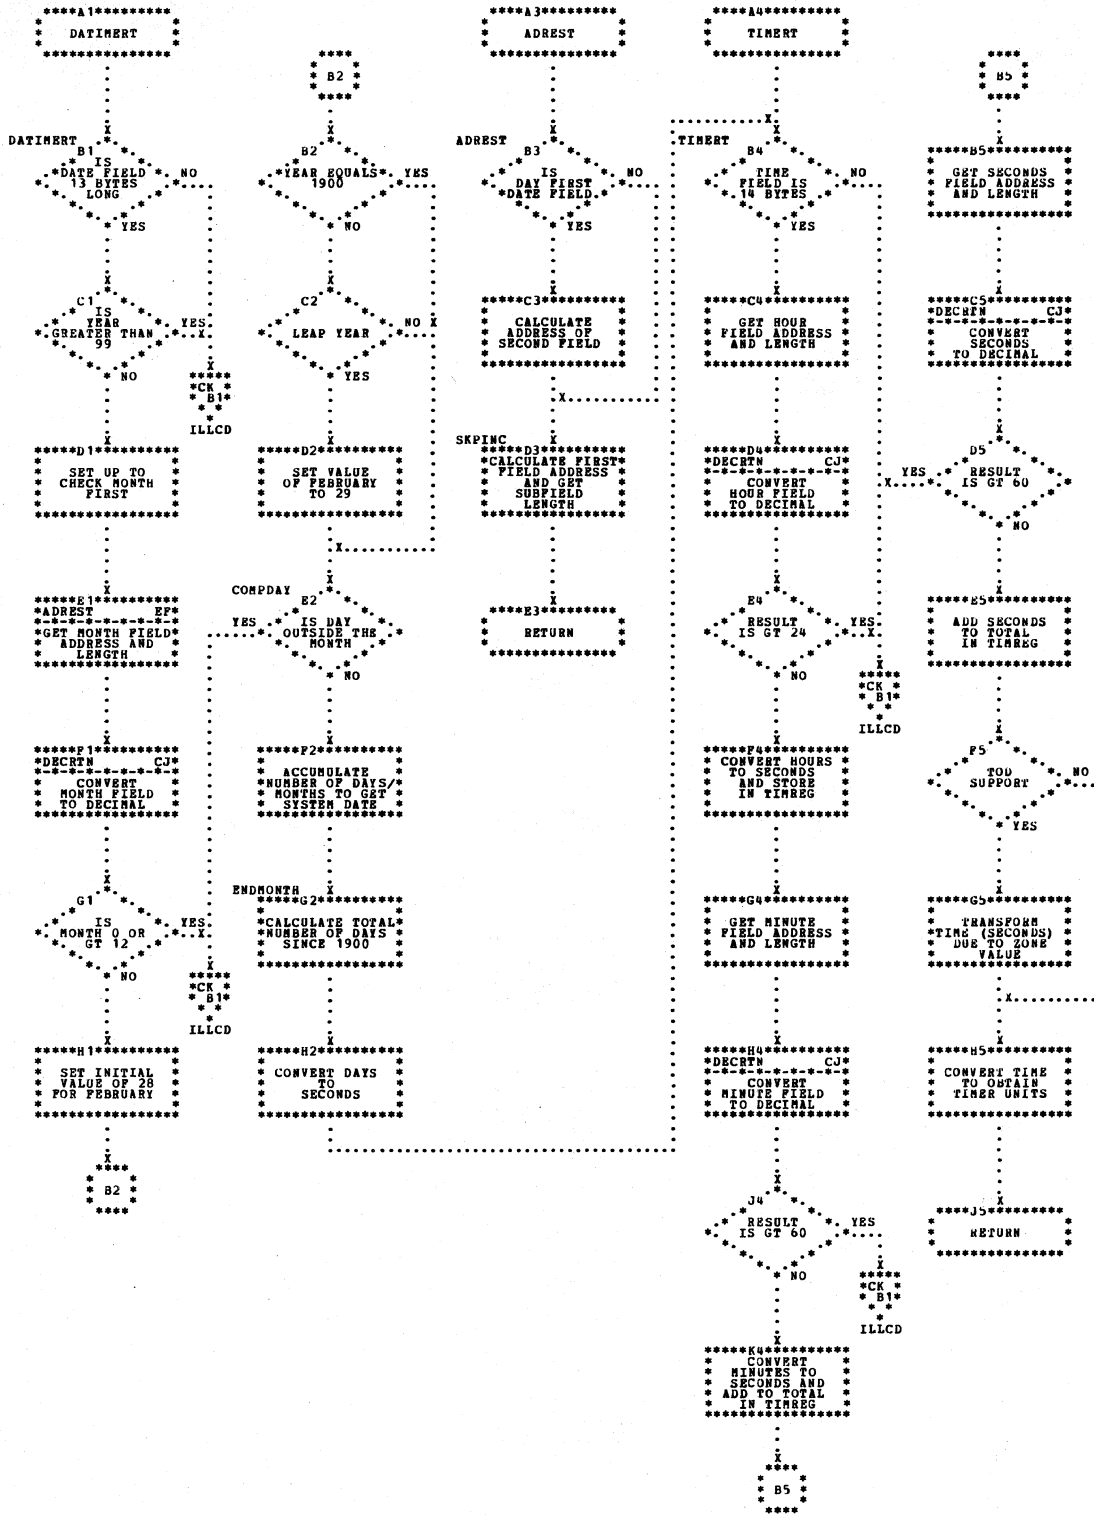 A1
DATIMERT
DATIMERT
B1
IS
DATE FIELD
13 BYTES
LONG
NO
YES
C1
IS
YEAR
GREATER THAN
99
YES
NO
CK
B1
ILLCD
D1
SET UP TO
CHECK MONTH
FIRST
E1
ADREST EF
GET MONTH FIELD
ADDRESS AND
LENGTH
F1
DECRTN CJ
CONVERT
MONTH FIELD
TO DECIMAL
G1
IS
MONTH 0 OR
GT 12
YES
NO
CK
B1
ILLCD
H1
SET INITIAL
VALUE OF 28
FOR FEBRUARY
B2
B2
B2
YEAR EQUALS
1900
YES
NO
C2
LEAP YEAR
NO
YES
D2
SET VALUE
OF FEBRUARY
TO 29
COMPDAY
E2
IS DAY
OUTSIDE THE
MONTH
YES
NO
F2
ACCUMULATE
NUMBER OF DAYS/
MONTHS TO GET
SYSTEM DATE
ENDMONTH
G2
CALCULATE TOTAL
NUMBER OF DAYS
SINCE 1900
H2
CONVERT DAYS
TO
SECONDS
A3
ADREST
ADREST
B3
IS
DAY FIRST
DATE FIELD.
NO
YES
C3
CALCULATE
ADDRESS OF
SECOND FIELD
SKPINC
D3
CALCULATE FIRST
FIELD ADDRESS
AND GET
SUBFIELD
LENGTH
E3
RETURN
A4
TIMERT
TIMERT
B4
TIME
FIELD IS
14 BYTES
NO
YES
C4
GET HOUR
FIELD ADDRESS
AND LENGTH
D4
DECRTN CJ
CONVERT
HOUR FIELD
TO DECIMAL
E4
RESULT
IS GT 24
YES
NO
CK
B1
ILLCD
F4
CONVERT HOURS
TO SECONDS
AND STORE
IN TIMREG
G4
GET MINUTE
FIELD ADDRESS
AND LENGTH
H4
DECRTN CJ
CONVERT
MINUTE FIELD
TO DECIMAL
J4
RESULT
IS GT 60
YES
NO
CK
B1
ILLCD
K4
CONVERT
MINUTES TO
SECONDS AND
ADD TO TOTAL
IN TIMREG
B5
B5
B5
GET SECONDS
FIELD ADDRESS
AND LENGTH
C5
DECRTN CJ
CONVERT
SECONDS
TO DECIMAL
D5
RESULT
IS GT 60
YES
NO
E5
ADD SECONDS
TO TOTAL
IN TIMREG
F5
TOD
SUPPORT
NO
YES
G5
TRANSFORM
TIME (SECONDS)
DUE TO ZONE
VALUE
H5
CONVERT TIME
TO OBTAIN
TIMER UNITS
J5
RETURN